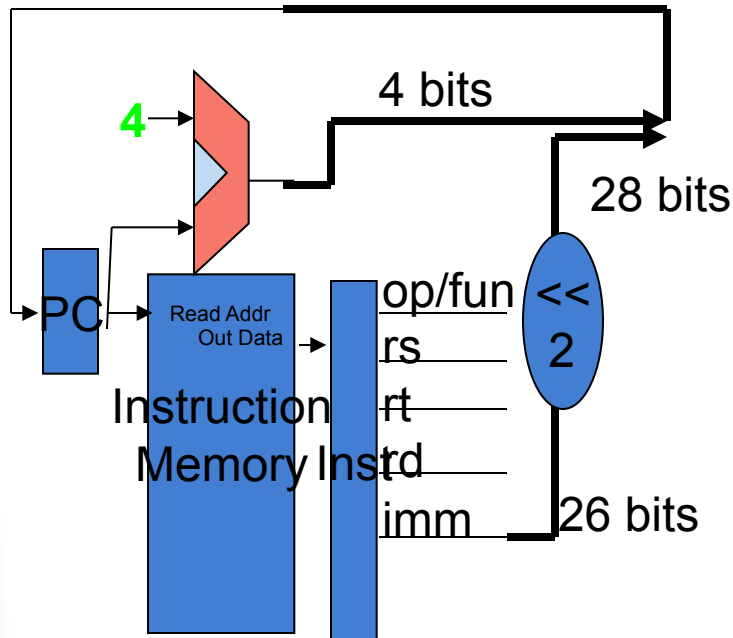 4 bits
4
28 bits
PC
Read Addr
Out Data
op/fun
<<
2
rs
Instruction
Memory
rt
Inst
rd
imm
26 bits